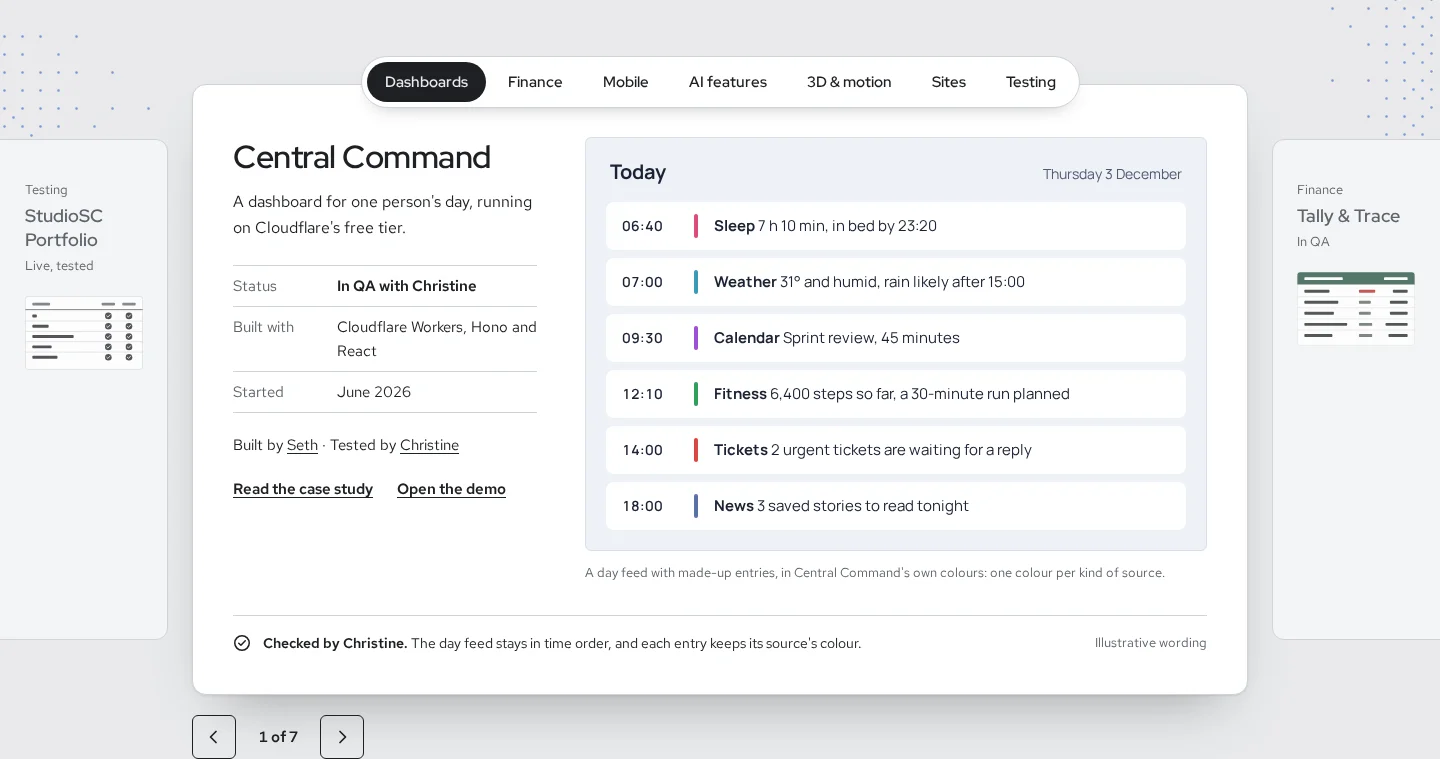 Dashboards
Finance
Mobile
AI features
3D & motion
Sites
Testing
Testing
StudioSC
Portfolio
Live, tested
Central Command
A dashboard for one person's day, running
on Cloudflare's free tier.
Status In QA with Christine
Built with Cloudflare Workers, Hono and
React
Started June 2026
Built by Seth · Tested by Christine
Read the case study Open the demo
Today Thursday 3 December
06:40 Sleep 7 h 10 min, in bed by 23:20
07:00 Weather 31° and humid, rain likely after 15:00
09:30 Calendar Sprint review, 45 minutes
12:10 Fitness 6,400 steps so far, a 30-minute run planned
14:00 Tickets 2 urgent tickets are waiting for a reply
18:00 News 3 saved stories to read tonight
A day feed with made-up entries, in Central Command's own colours: one colour per kind of source.
Checked by Christine. The day feed stays in time order, and each entry keeps its source's colour.
Illustrative wording
Finance
Tally & Trace
In QA
1 of 7